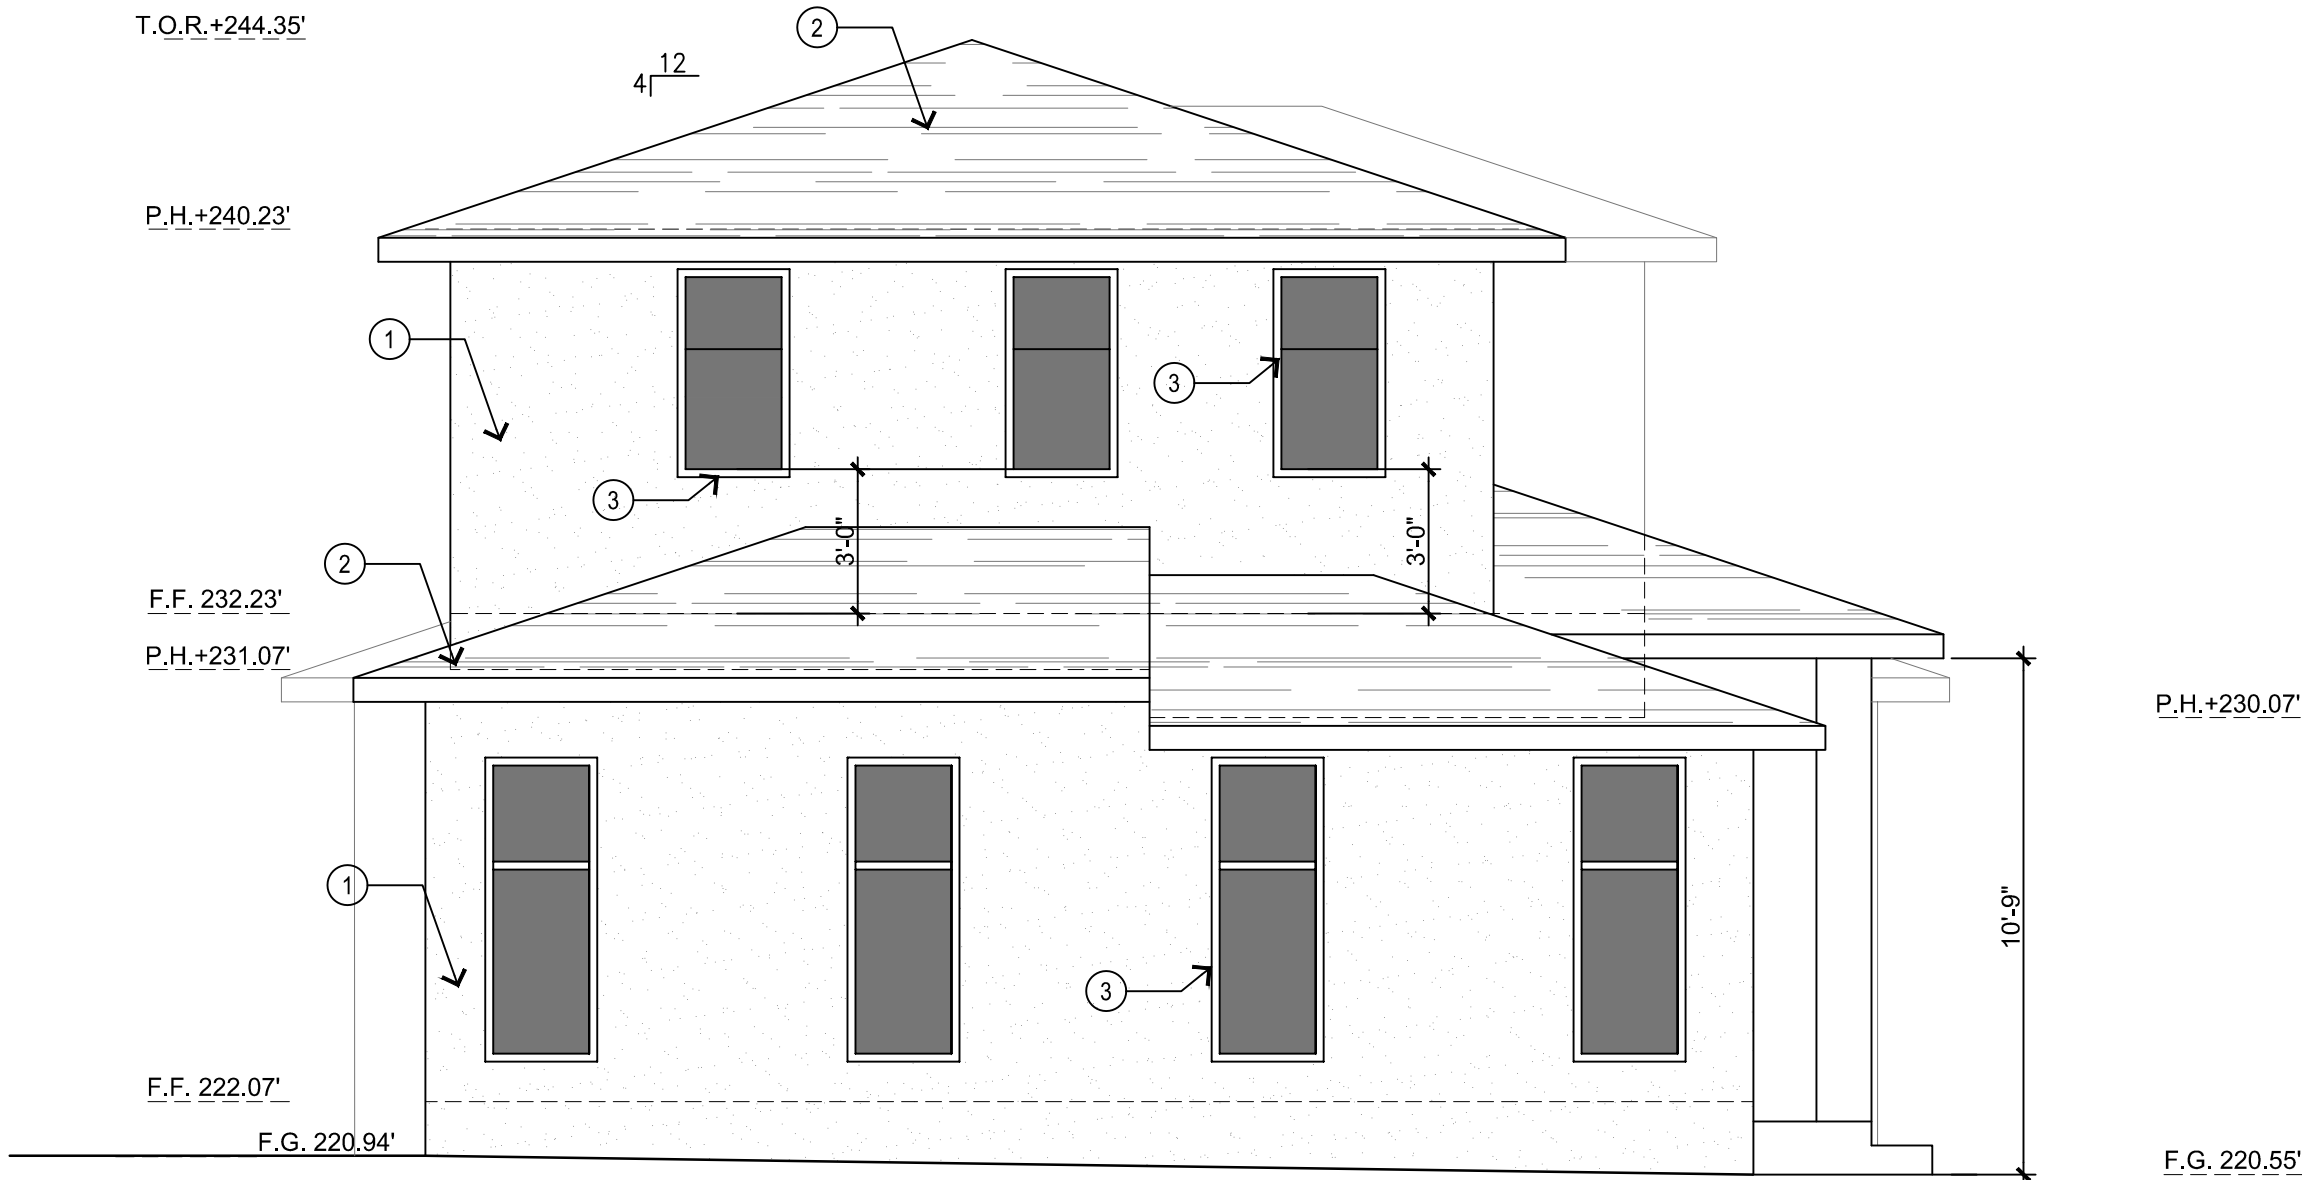 T.O.R.+244.35'
2
12
4
P.H.+240.23'
1
3
3
3'-0"
3'-0"
2
F.F. 232.23'
P.H.+231.07'
P.H.+230.07'
1
10'-9"
3
F.F. 222.07'
F.G. 220.94'
F.G. 220.55'